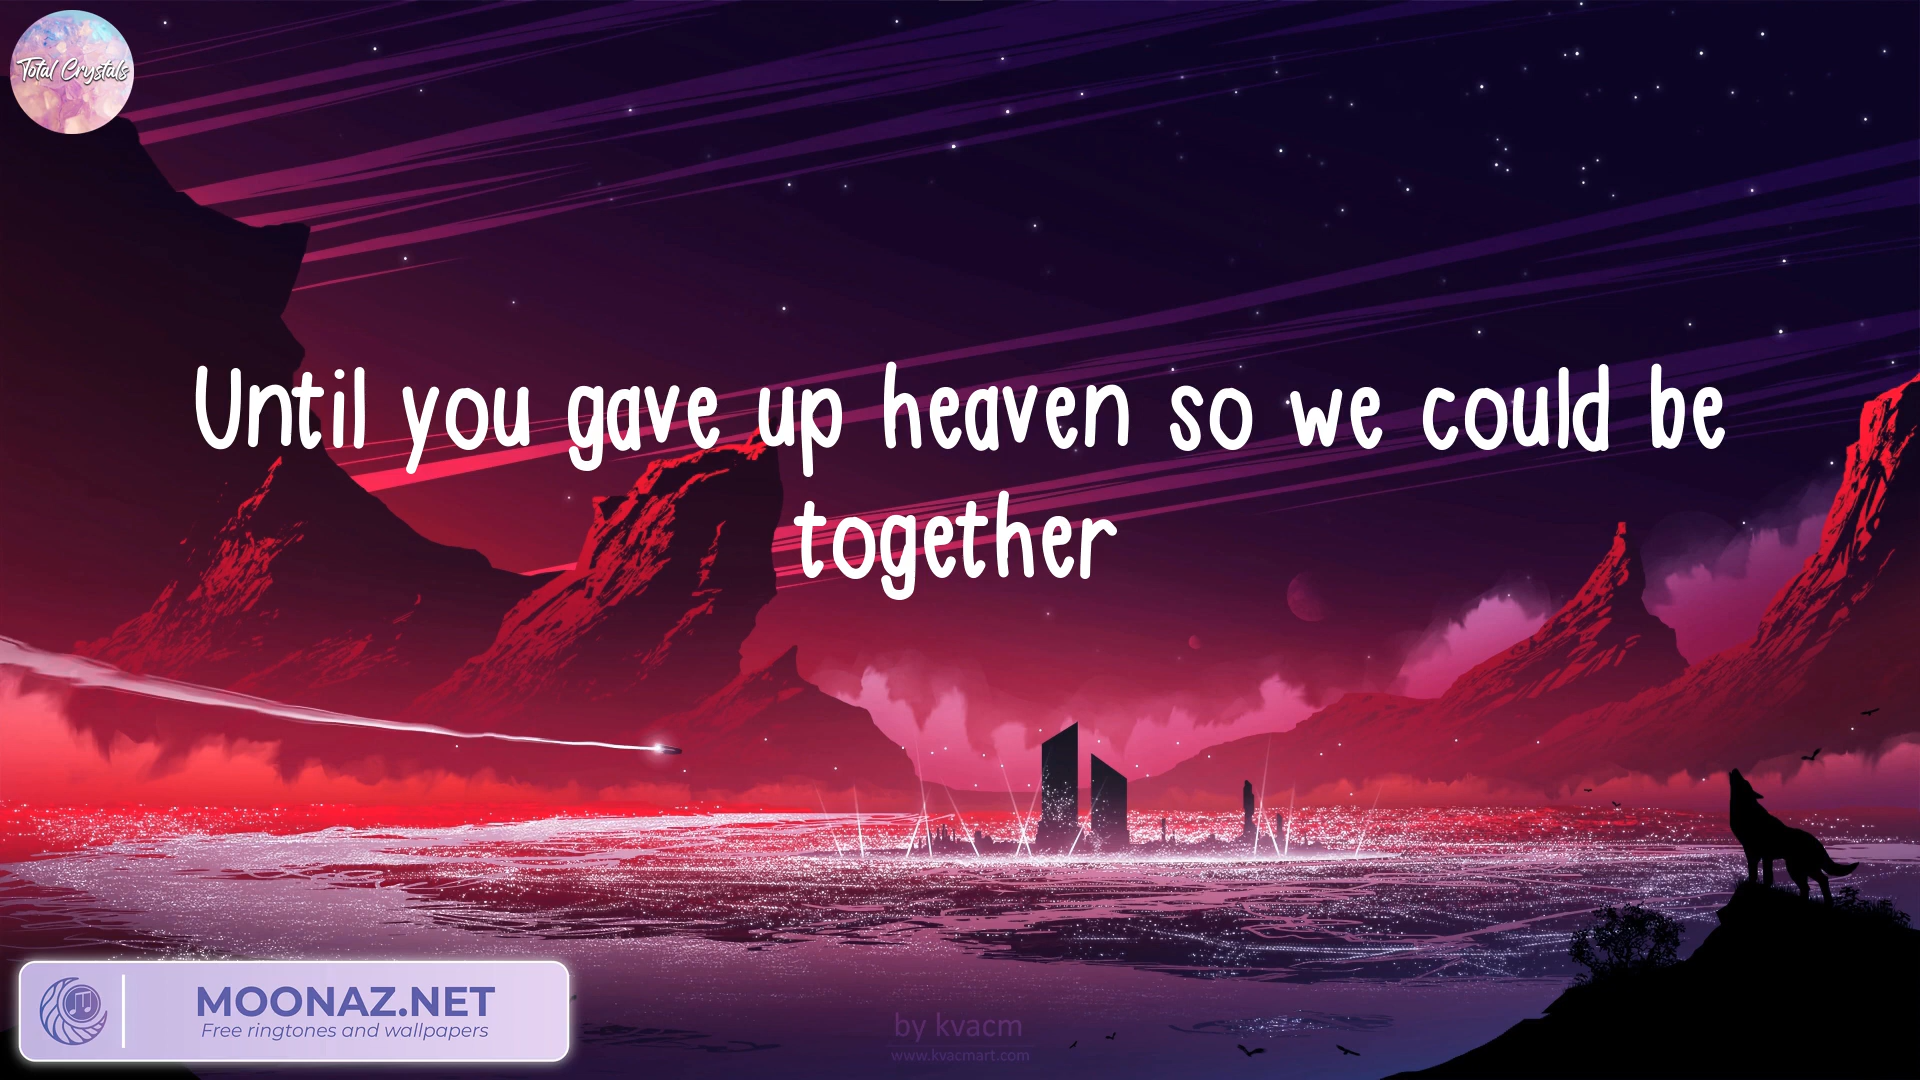 Total Crystals
Until you gave up heaven so we could be
together
MOONAZ.NET
Free ringtones and wallpapers
by kvacm
www.kvacmart.com